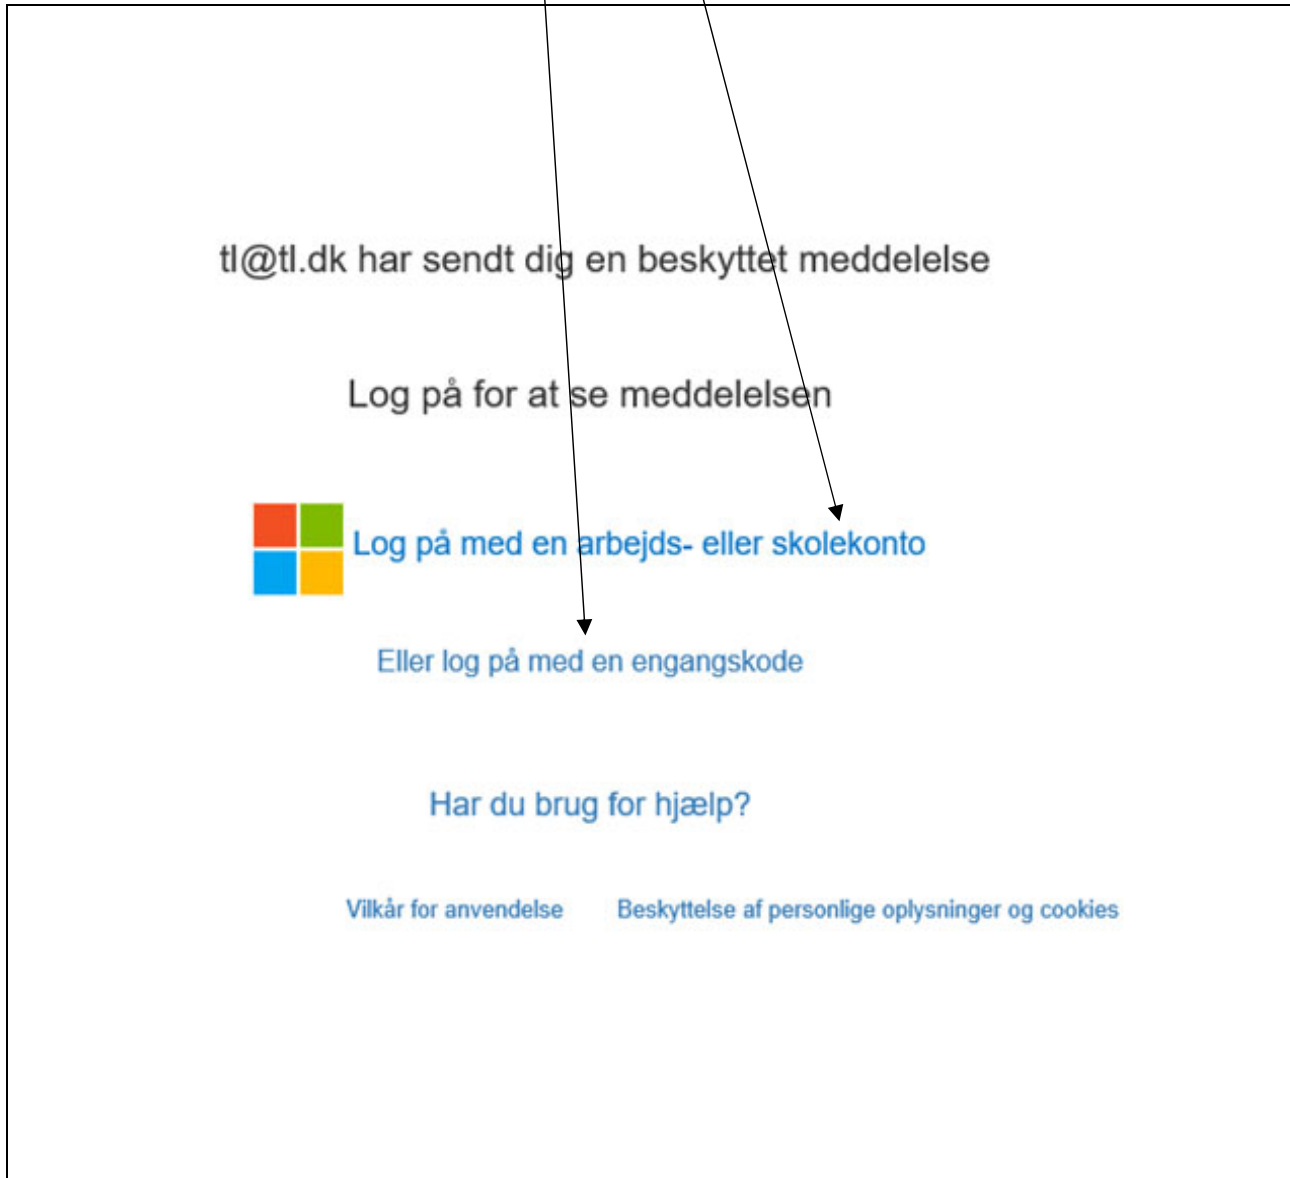 tl@tl.dk har sendt dig en beskyttet meddelelse
Log på for at se meddelelsen
Log på med en arbejds- eller skolekonto
Eller log på med en engangskode
Har du brug for hjælp?
Vilkår for anvendelse Beskyttelse af personlige oplysninger og cookies